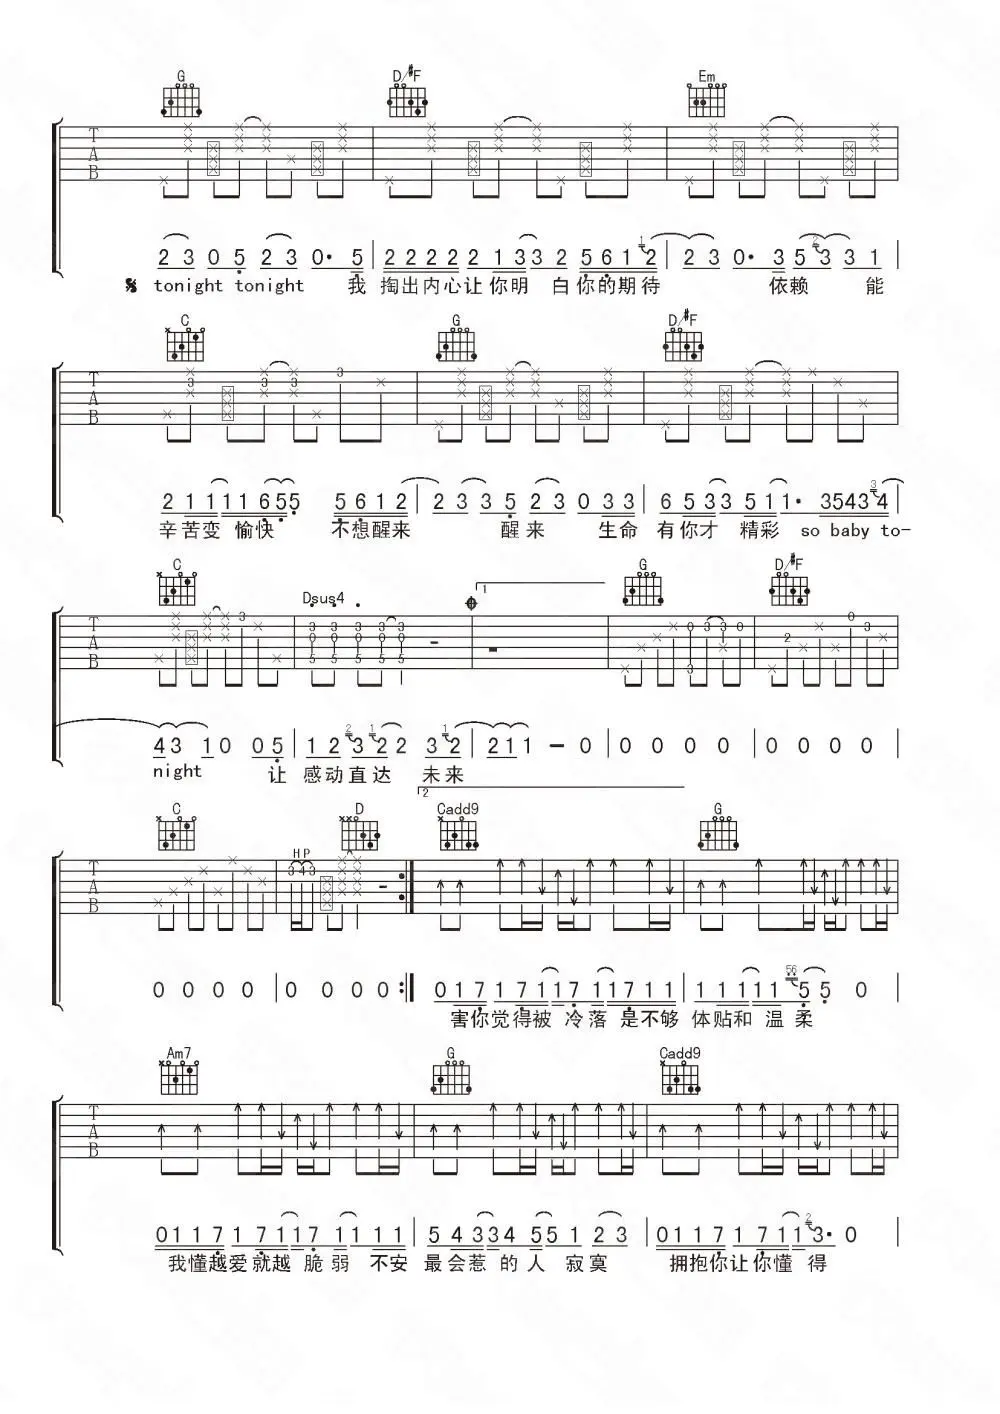 G D/#F Em
T
A
B
2 3 0 5 2 3 0· 5 2 2 2 2 2 2 1 3 3 2 5 6 1 2 2 3 0· 3 5 3 3 1
tonight tonight 我 掏出内心让你明 白你的期待 依赖 能
C G D/#F
T
A
B
3 3 3 3
2 1 1 1 1 6 5 5 5 6 1 2 2 3 3 5 2 3 0 3 3 6 5 3 3 5 1 1· 3 5 4 3 4
辛苦变 愉快 不想醒来 醒来 生命 有你才 精彩 so baby to-
C Dsus4 1 G D/#F
T
A
B
4 3 1 0 0 5 1 2 3 2 2 3 2 2 1 1 - 0 0 0 0 0 0 0 0 0
night 让 感动直达 未来
2
C D Cadd9 G
H P
T
A
B
3 4 3
0 0 0 0 0 0 0 0 0 1 7 1 7 1 1 7 1 1 7 1 1 1 1 1 1 1 5 5 0
害你觉得被 冷落 是不够 体贴和 温柔
Am7 G Cadd9
T
A
B
0 1 1 7 1 7 1 1 7 1 1 1 1 1 5 4 3 3 4 5 5 1 2 3 0 1 1 7 1 7 1 1 3· 0
我懂越爱就越 脆弱 不安 最会惹 的人 寂寞 拥抱你让你懂 得